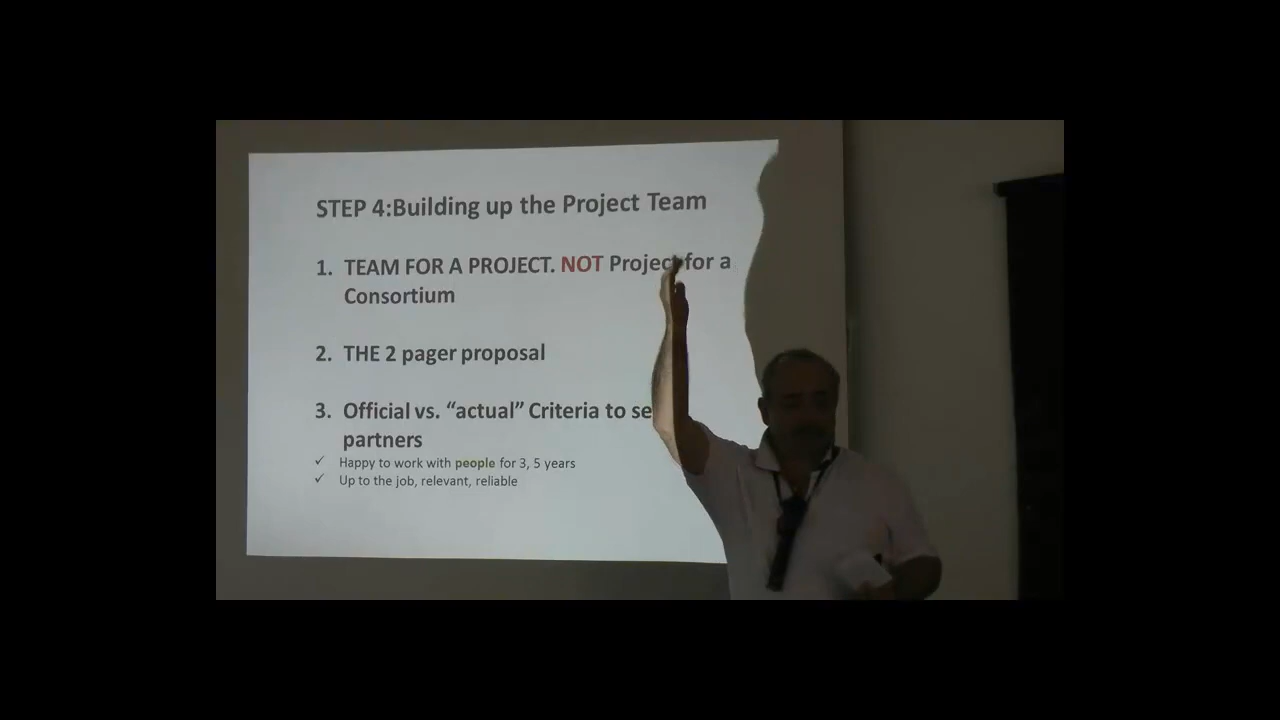 STEP 4:Building up the Project Team
1. TEAM FOR A PROJECT. NOT Project for a
Consortium
2. THE 2 pager proposal
3. Official vs. “actual” Criteria to se
partners
✓ Happy to work with people for 3, 5 years
✓ Up to the job, relevant, reliable